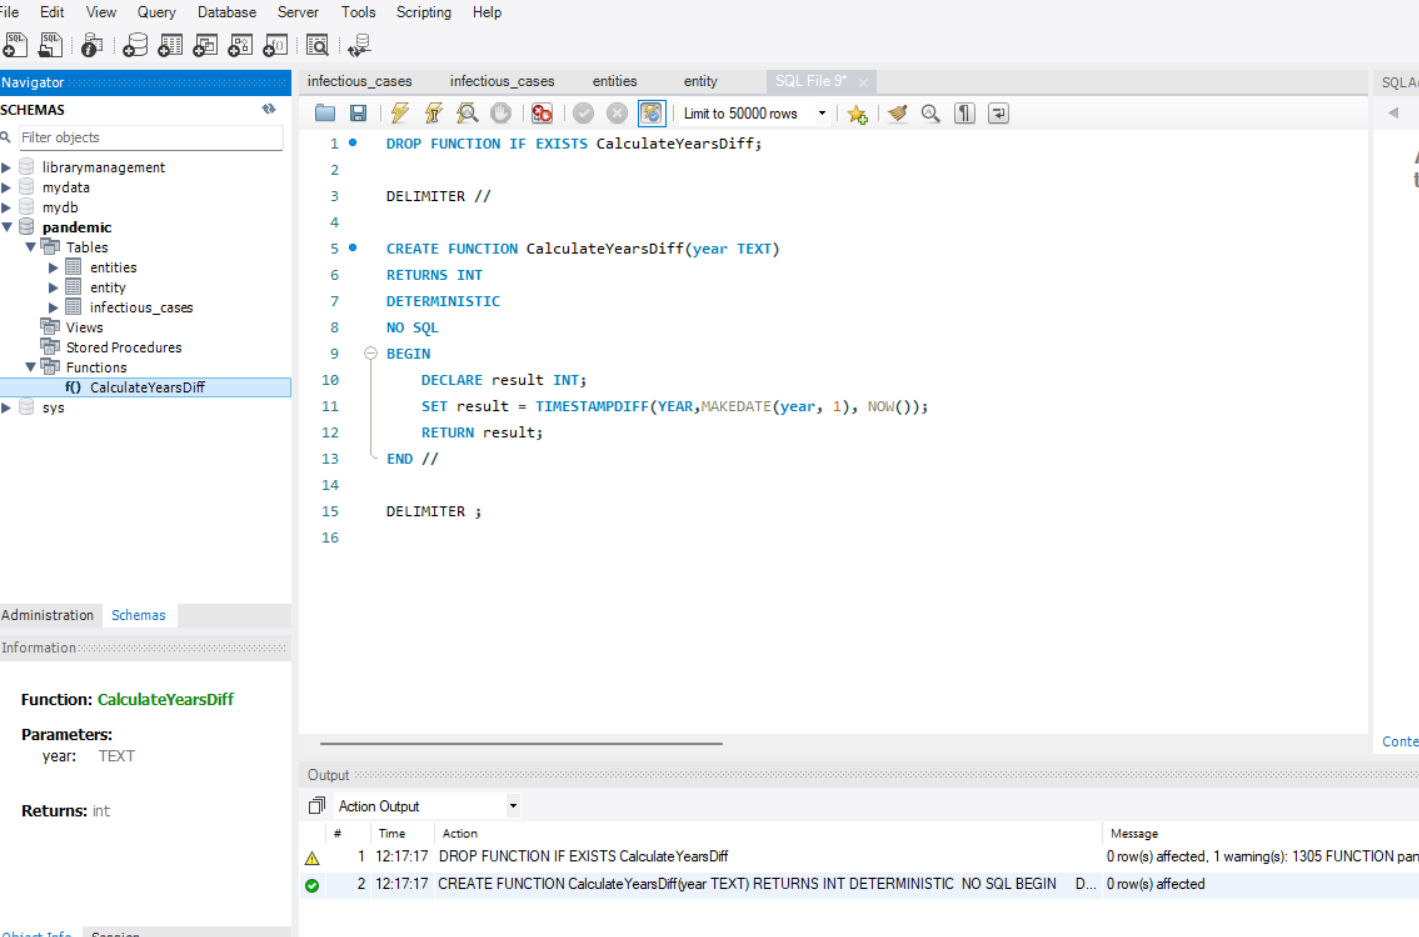 File Edit View Query Database Server Tools Scripting Help
Navigator
SCHEMAS
Filter objects
librarymanagement
mydata
mydb
pandemic
Tables
entities
entity
infectious_cases
Views
Stored Procedures
Functions
f() CalculateYearsDiff
sys
Administration Schemas
Information
Function: CalculateYearsDiff
Parameters:
year: TEXT
Returns: int
Object Info Session
infectious_cases infectious_cases entities entity SQL File 9*
Limit to 50000 rows
1 DROP FUNCTION IF EXISTS CalculateYearsDiff;
2
3 DELIMITER //
4
5 CREATE FUNCTION CalculateYearsDiff(year TEXT)
6 RETURNS INT
7 DETERMINISTIC
8 NO SQL
9 BEGIN
10 DECLARE result INT;
11 SET result = TIMESTAMPDIFF(YEAR,MAKEDATE(year, 1), NOW());
12 RETURN result;
13 END //
14
15 DELIMITER ;
16
Output
Action Output
# Time Action Message
1 12:17:17 DROP FUNCTION IF EXISTS CalculateYearsDiff 0 row(s) affected, 1 warning(s): 1305 FUNCTION pan
2 12:17:17 CREATE FUNCTION CalculateYearsDiff(year TEXT) RETURNS INT DETERMINISTIC NO SQL BEGIN D... 0 row(s) affected
SQLA
Conte